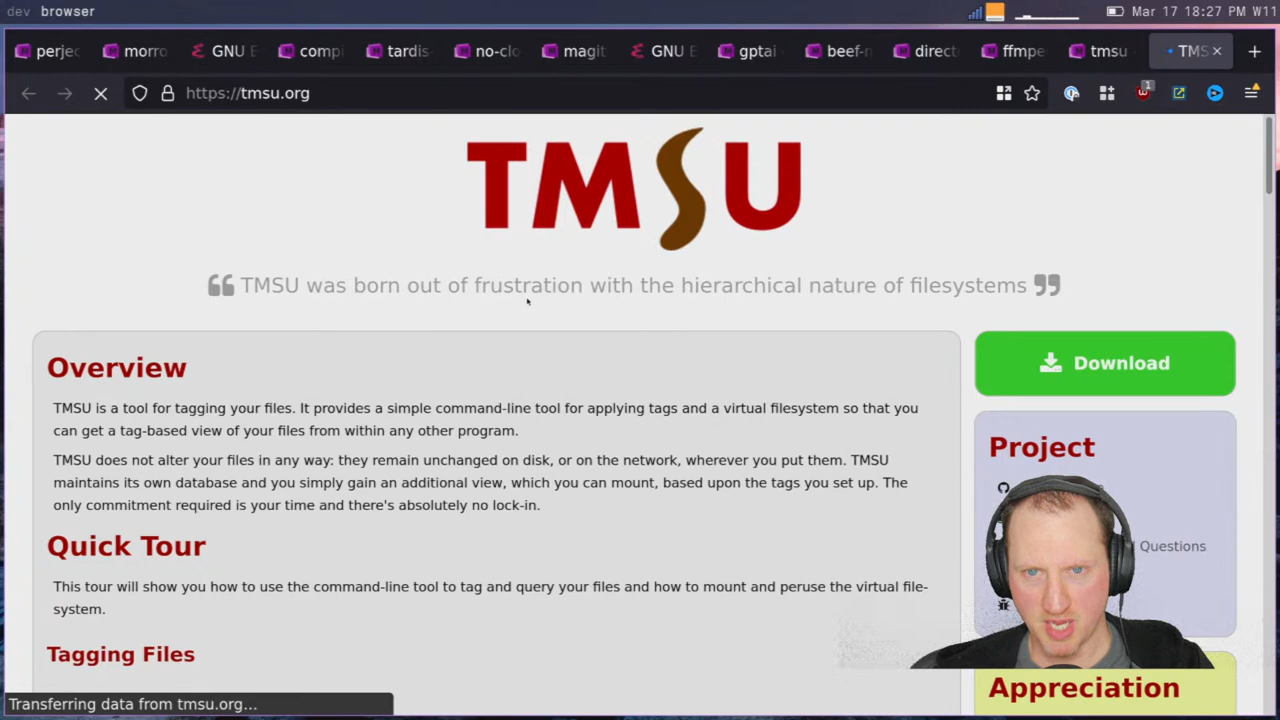 dev browser
Mar 17 18:27 PM W11
perjec
morro
GNU E
compi
tardis-
no-clo
magit
GNU E
gptai
beef-n
direct
ffmpe
tmsu
TMS
https://tmsu.org
1
TMSU
TMSU was born out of frustration with the hierarchical nature of filesystems
Overview
TMSU is a tool for tagging your files. It provides a simple command-line tool for applying tags and a virtual filesystem so that you
can get a tag-based view of your files from within any other program.
TMSU does not alter your files in any way: they remain unchanged on disk, or on the network, wherever you put them. TMSU
maintains its own database and you simply gain an additional view, which you can mount, based upon the tags you set up. The
only commitment required is your time and there's absolutely no lock-in.
Quick Tour
This tour will show you how to use the command-line tool to tag and query your files and how to mount and peruse the virtual file-
system.
Tagging Files
Download
Project
Questions
Appreciation
Transferring data from tmsu.org...